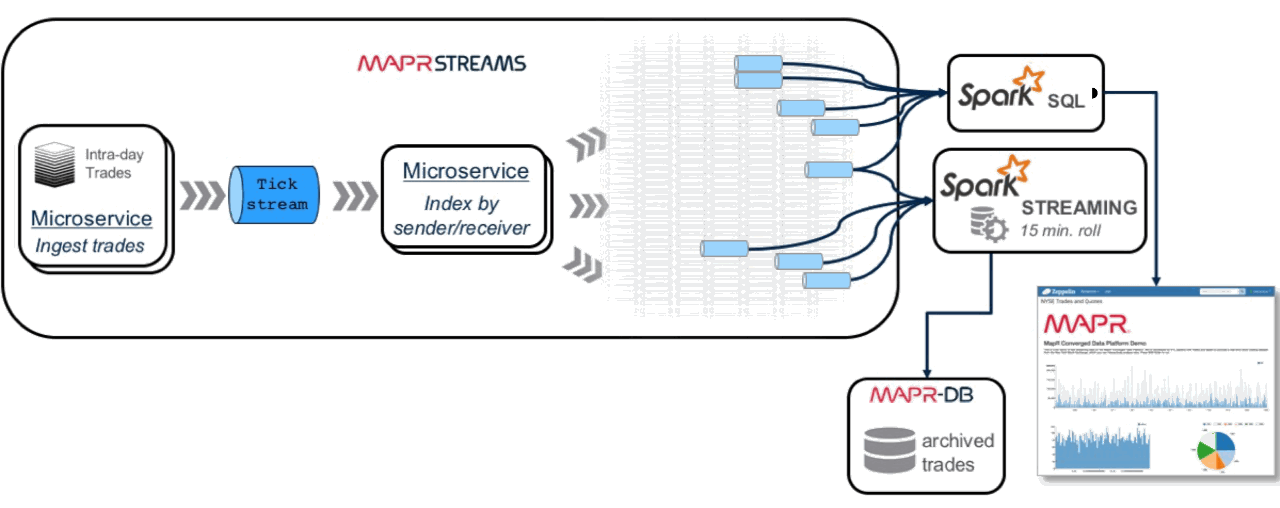 MAPR STREAMS
Intra-day
Trades
Microservice
Ingest trades
Tick
stream
Microservice
Index by
sender/receiver
Spark SQL
Spark
STREAMING
15 min. roll
MAPR-DB
archived
trades
Zeppelin
NYSE Trades and Quotes
MAPR
MapR Converged Data Platform Demo